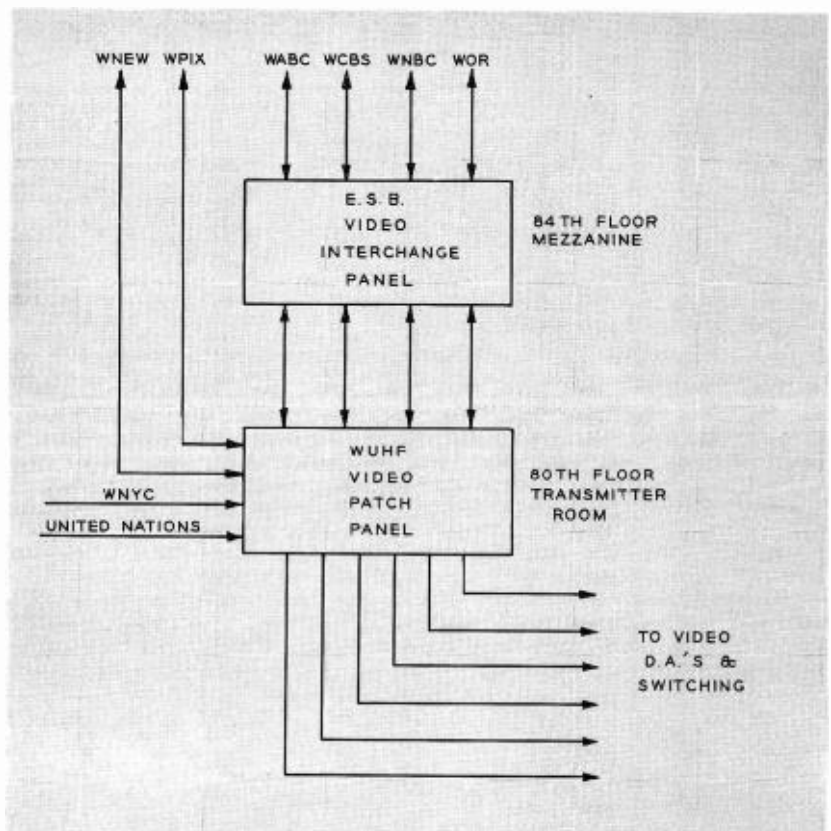 WNEW WPIX WABC WCBS WNBC WOR
E.S.B.
VIDEO
INTERCHANGE
PANEL
84TH FLOOR
MEZZANINE
WUHF
VIDEO
PATCH
PANEL
80TH FLOOR
TRANSMITTER
ROOM
WNYC
UNITED NATIONS
TO VIDEO
D.A.'S &
SWITCHING